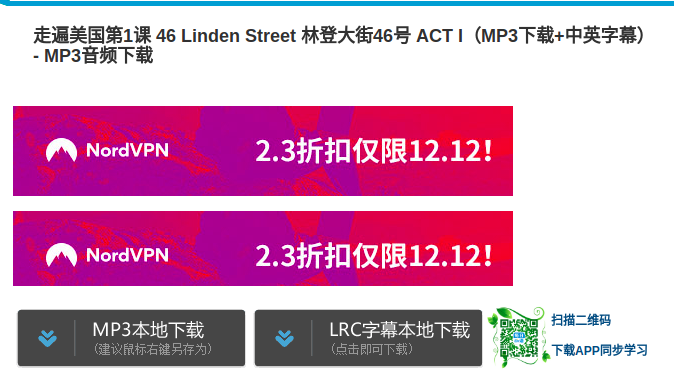 走遍美国第1课 46 Linden Street 林登大街46号 ACT I（MP3下载+中英字幕）
- MP3音频下载
NordVPN 2.3折扣仅限12.12!
NordVPN 2.3折扣仅限12.12!
MP3本地下载
（建议鼠标右键另存为）
LRC字幕本地下载
（点击即可下载）
扫描二维码
下载APP同步学习